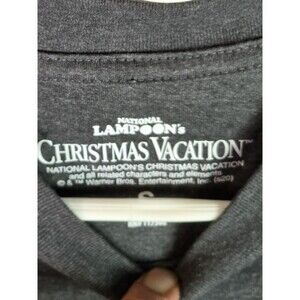 NATIONAL
LAMPOON'S
CHRISTMAS VACATION™
NATIONAL LAMPOON'S CHRISTMAS VACATION
and all related characters and elements
© & ™ Warner Bros. Entertainment, Inc. (s20)
S